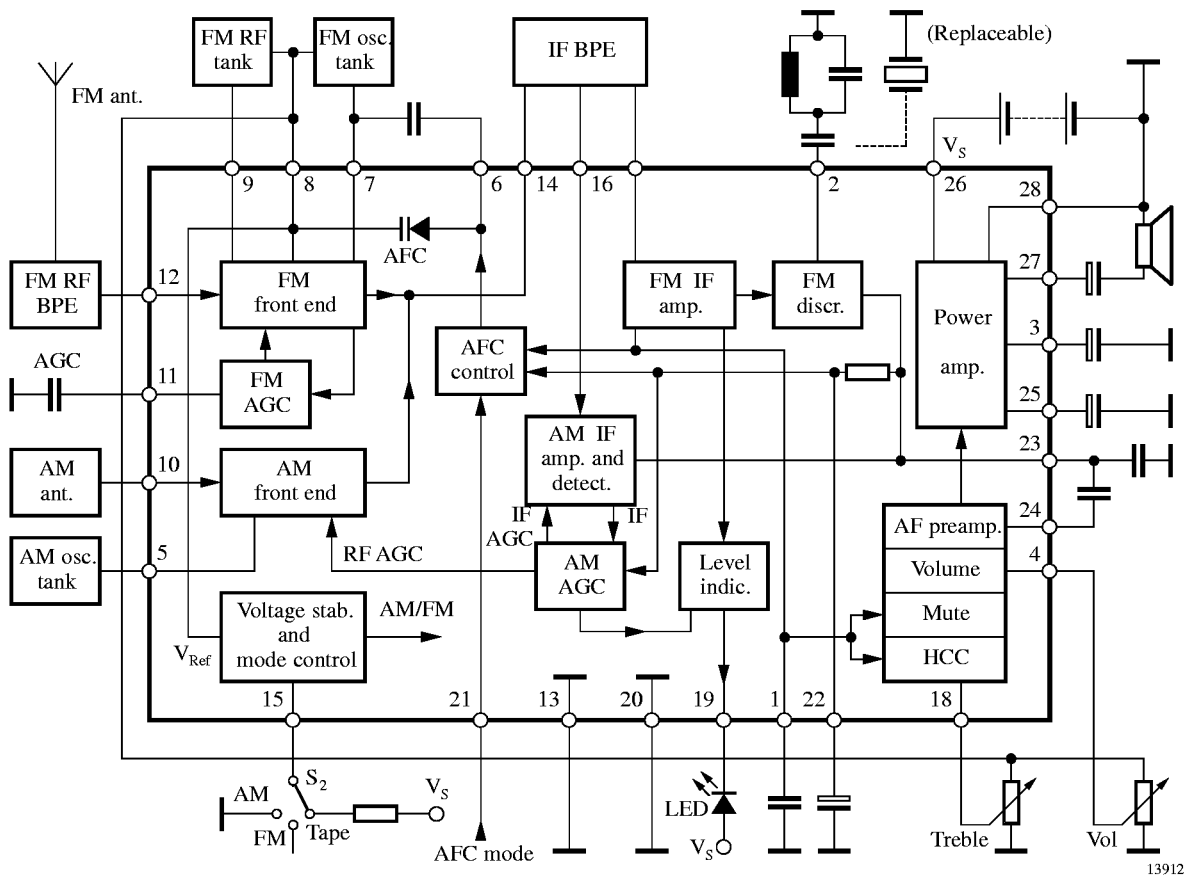 FM RF
tank
FM osc.
tank
IF BPE
(Replaceable)
FM ant.
VS
9
8
7
6
14
16
2
26
28
AFC
FM RF
BPE
12
FM
front end
FM IF
amp.
FM
discr.
Power
amp.
27
3
25
AGC
11
FM
AGC
AFC
control
AM IF
amp. and
detect.
23
AM
ant.
10
AM
front end
IF
AGC
IF
AF preamp.
24
AM osc.
tank
5
RF AGC
AM
AGC
Level
indic.
Volume
4
Mute
HCC
Voltage stab.
and
mode control
AM/FM
VRef
15
21
13
20
19
1
22
18
S2
AM
FM
Tape
VS
AFC mode
LED
VS
Treble
Vol
13912